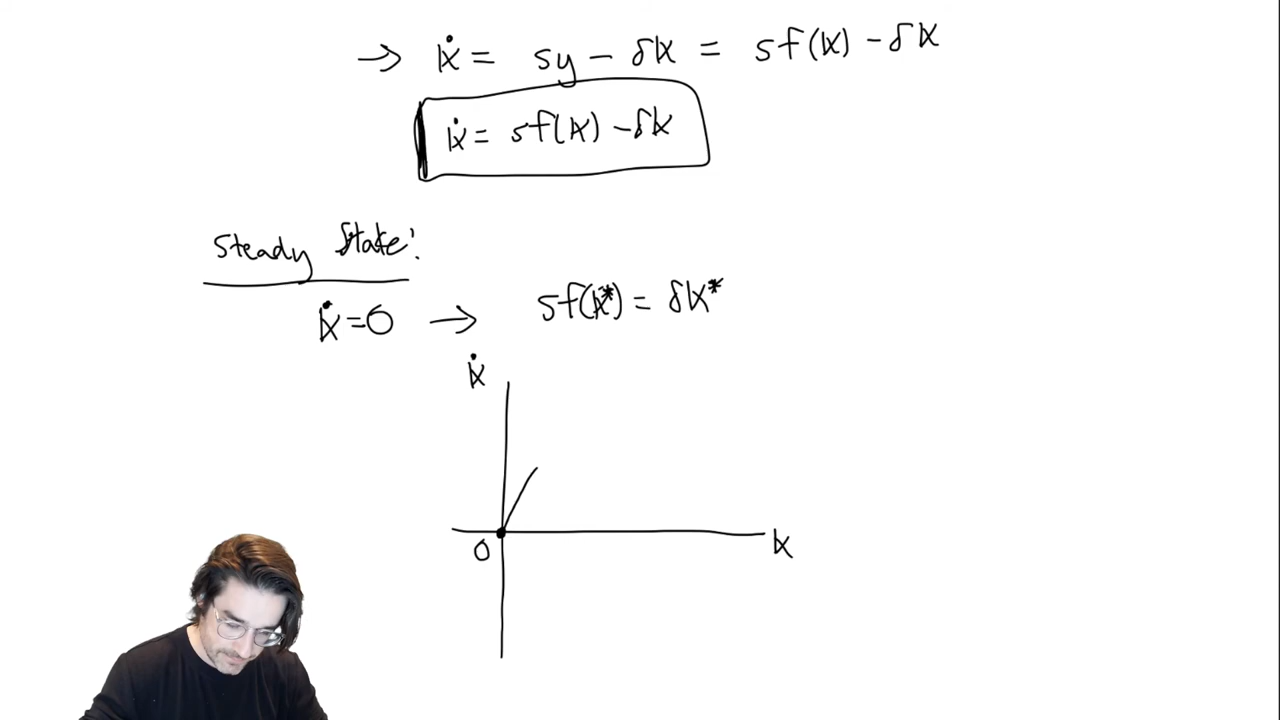 → k̇ = sy − δk = sf(k) − δk
k̇ = sf(k) − δk
Steady State:
k̇ = 0 → sf(k*) = δk*
k̇
0
k